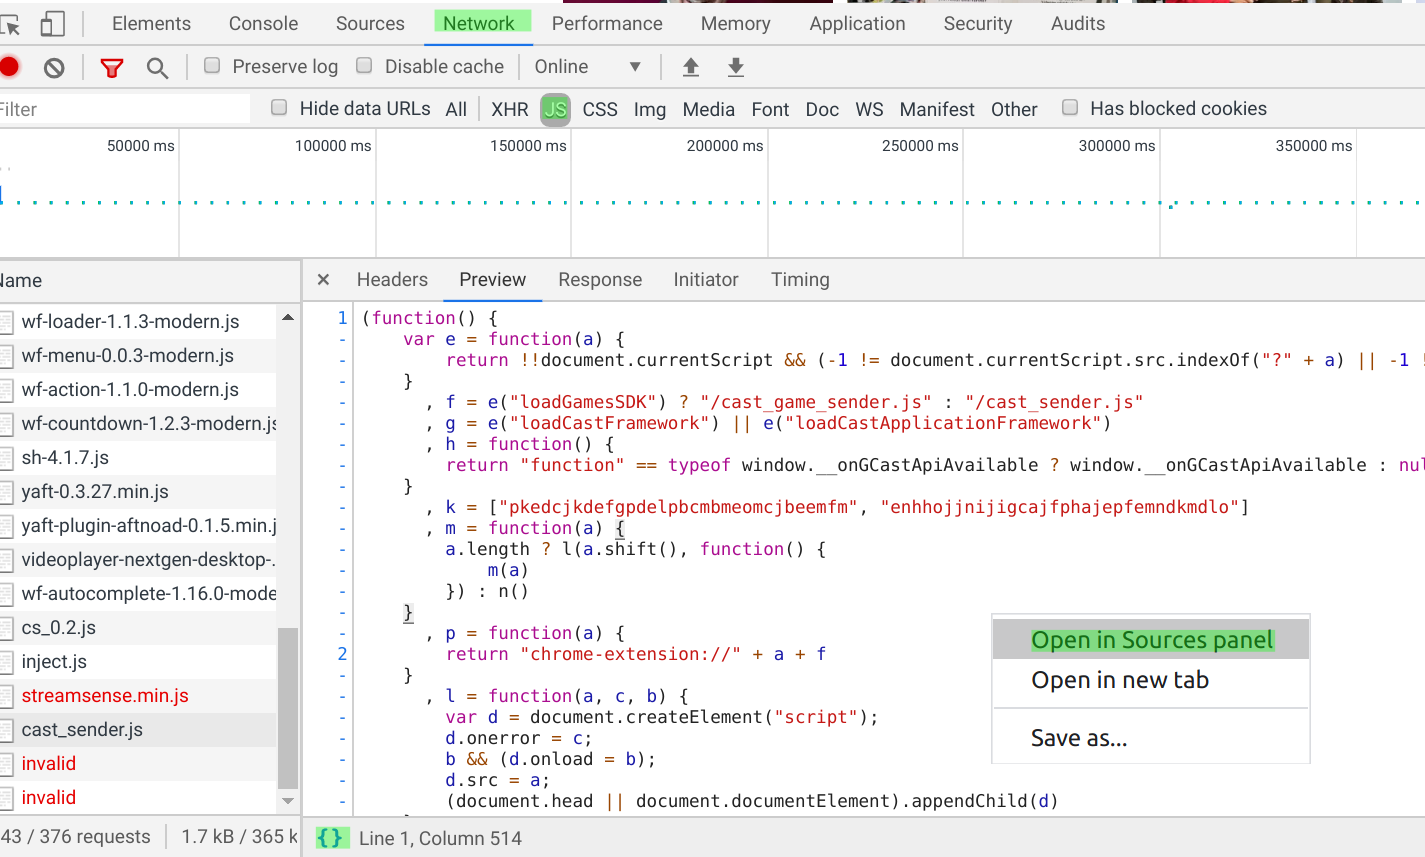 Elements Console Sources Network Performance Memory Application Security Audits
Preserve log Disable cache Online ▼
Filter Hide data URLs All XHR JS CSS Img Media Font Doc WS Manifest Other Has blocked cookies
50000 ms 100000 ms 150000 ms 200000 ms 250000 ms 300000 ms 350000 ms
Name
wf-loader-1.1.3-modern.js
wf-menu-0.0.3-modern.js
wf-action-1.1.0-modern.js
wf-countdown-1.2.3-modern.js
sh-4.1.7.js
yaft-0.3.27.min.js
yaft-plugin-aftnoad-0.1.5.min.j
videoplayer-nextgen-desktop-.
wf-autocomplete-1.16.0-mode
cs_0.2.js
inject.js
streamsense.min.js
cast_sender.js
invalid
invalid
43 / 376 requests 1.7 kB / 365 k
× Headers Preview Response Initiator Timing
1 (function() {
- var e = function(a) {
- return !!document.currentScript && (-1 != document.currentScript.src.indexOf("?" + a) || -1 !
- }
- , f = e("loadGamesSDK") ? "/cast_game_sender.js" : "/cast_sender.js"
- , g = e("loadCastFramework") || e("loadCastApplicationFramework")
- , h = function() {
- return "function" == typeof window.__onGCastApiAvailable ? window.__onGCastApiAvailable : nul
- }
- , k = ["pkedcjkdefgpdelpbcmbmeomcjbeemfm", "enhhojjnijigcajfphajepfemndkmdlo"]
- , m = function(a) {
- a.length ? l(a.shift(), function() {
- m(a)
- }) : n()
- }
- , p = function(a) {
2 return "chrome-extension://" + a + f
- }
- , l = function(a, c, b) {
- var d = document.createElement("script");
- d.onerror = c;
- b && (d.onload = b);
- d.src = a;
- (document.head || document.documentElement).appendChild(d)
Open in Sources panel
Open in new tab
Save as...
{} Line 1, Column 514